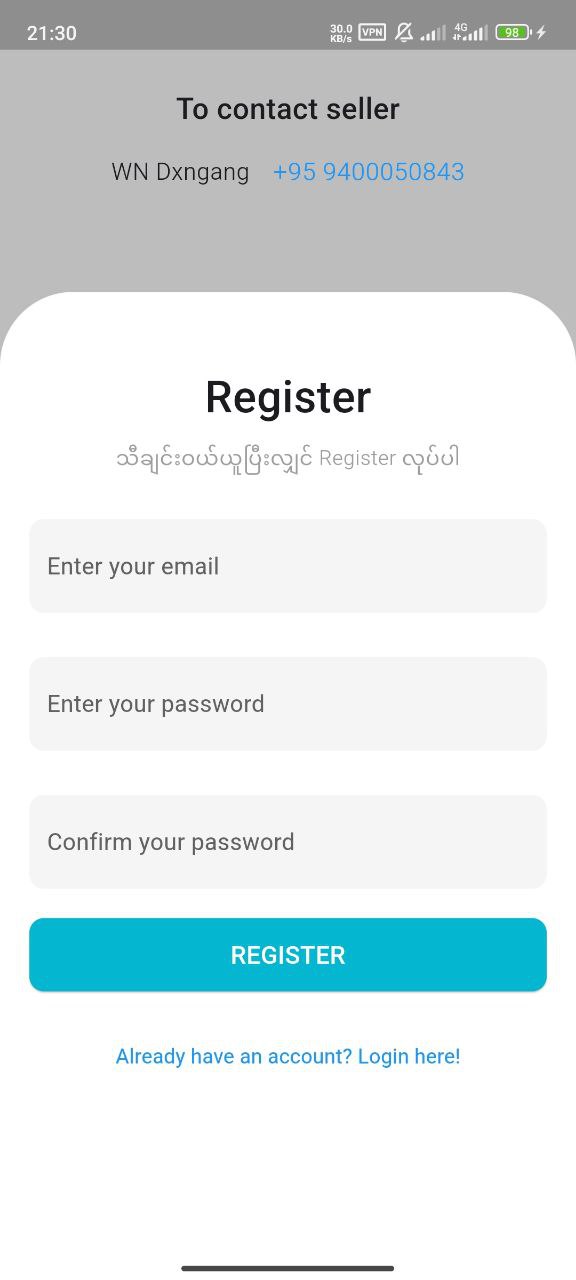 21:30
30.0 KB/s VPN 4G 98
To contact seller
WN Dxngang +95 9400050843
Register
သီချင်းဝယ်ယူပြီးလျှင် Register လုပ်ပါ
Enter your email
Enter your password
Confirm your password
REGISTER
Already have an account? Login here!